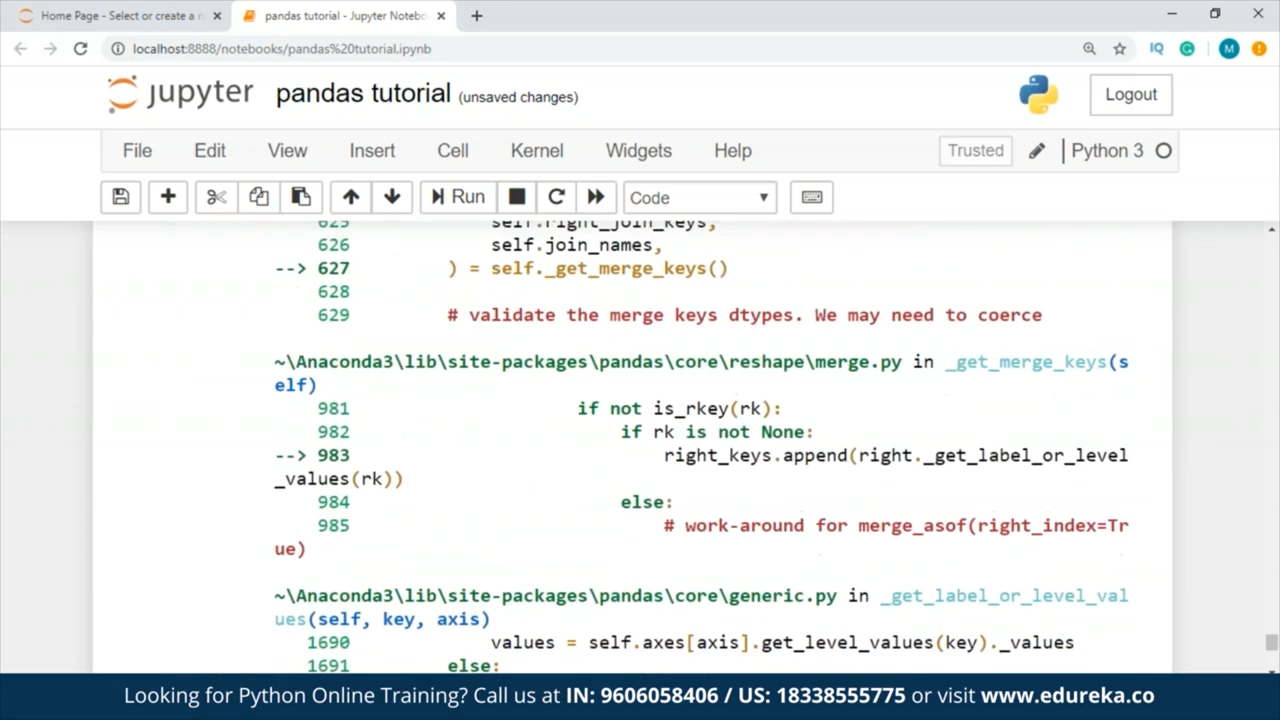 Home Page - Select or create a n
pandas tutorial - Jupyter Notebo
localhost:8888/notebooks/pandas%20tutorial.ipynb
IQ
G
M
jupyter pandas tutorial (unsaved changes)
Logout
File Edit View Insert Cell Kernel Widgets Help
Trusted Python 3
Run
Code
625 self.right_join_keys,
626 self.join_names,
--> 627 ) = self._get_merge_keys()
628
629 # validate the merge keys dtypes. We may need to coerce
~\Anaconda3\lib\site-packages\pandas\core\reshape\merge.py in _get_merge_keys(s
elf)
981 if not is_rkey(rk):
982 if rk is not None:
--> 983 right_keys.append(right._get_label_or_level
_values(rk))
984 else:
985 # work-around for merge_asof(right_index=Tr
ue)
~\Anaconda3\lib\site-packages\pandas\core\generic.py in _get_label_or_level_val
ues(self, key, axis)
1690 values = self.axes[axis].get_level_values(key)._values
1691 else:
Looking for Python Online Training? Call us at IN: 9606058406 / US: 18338555775 or visit www.edureka.co